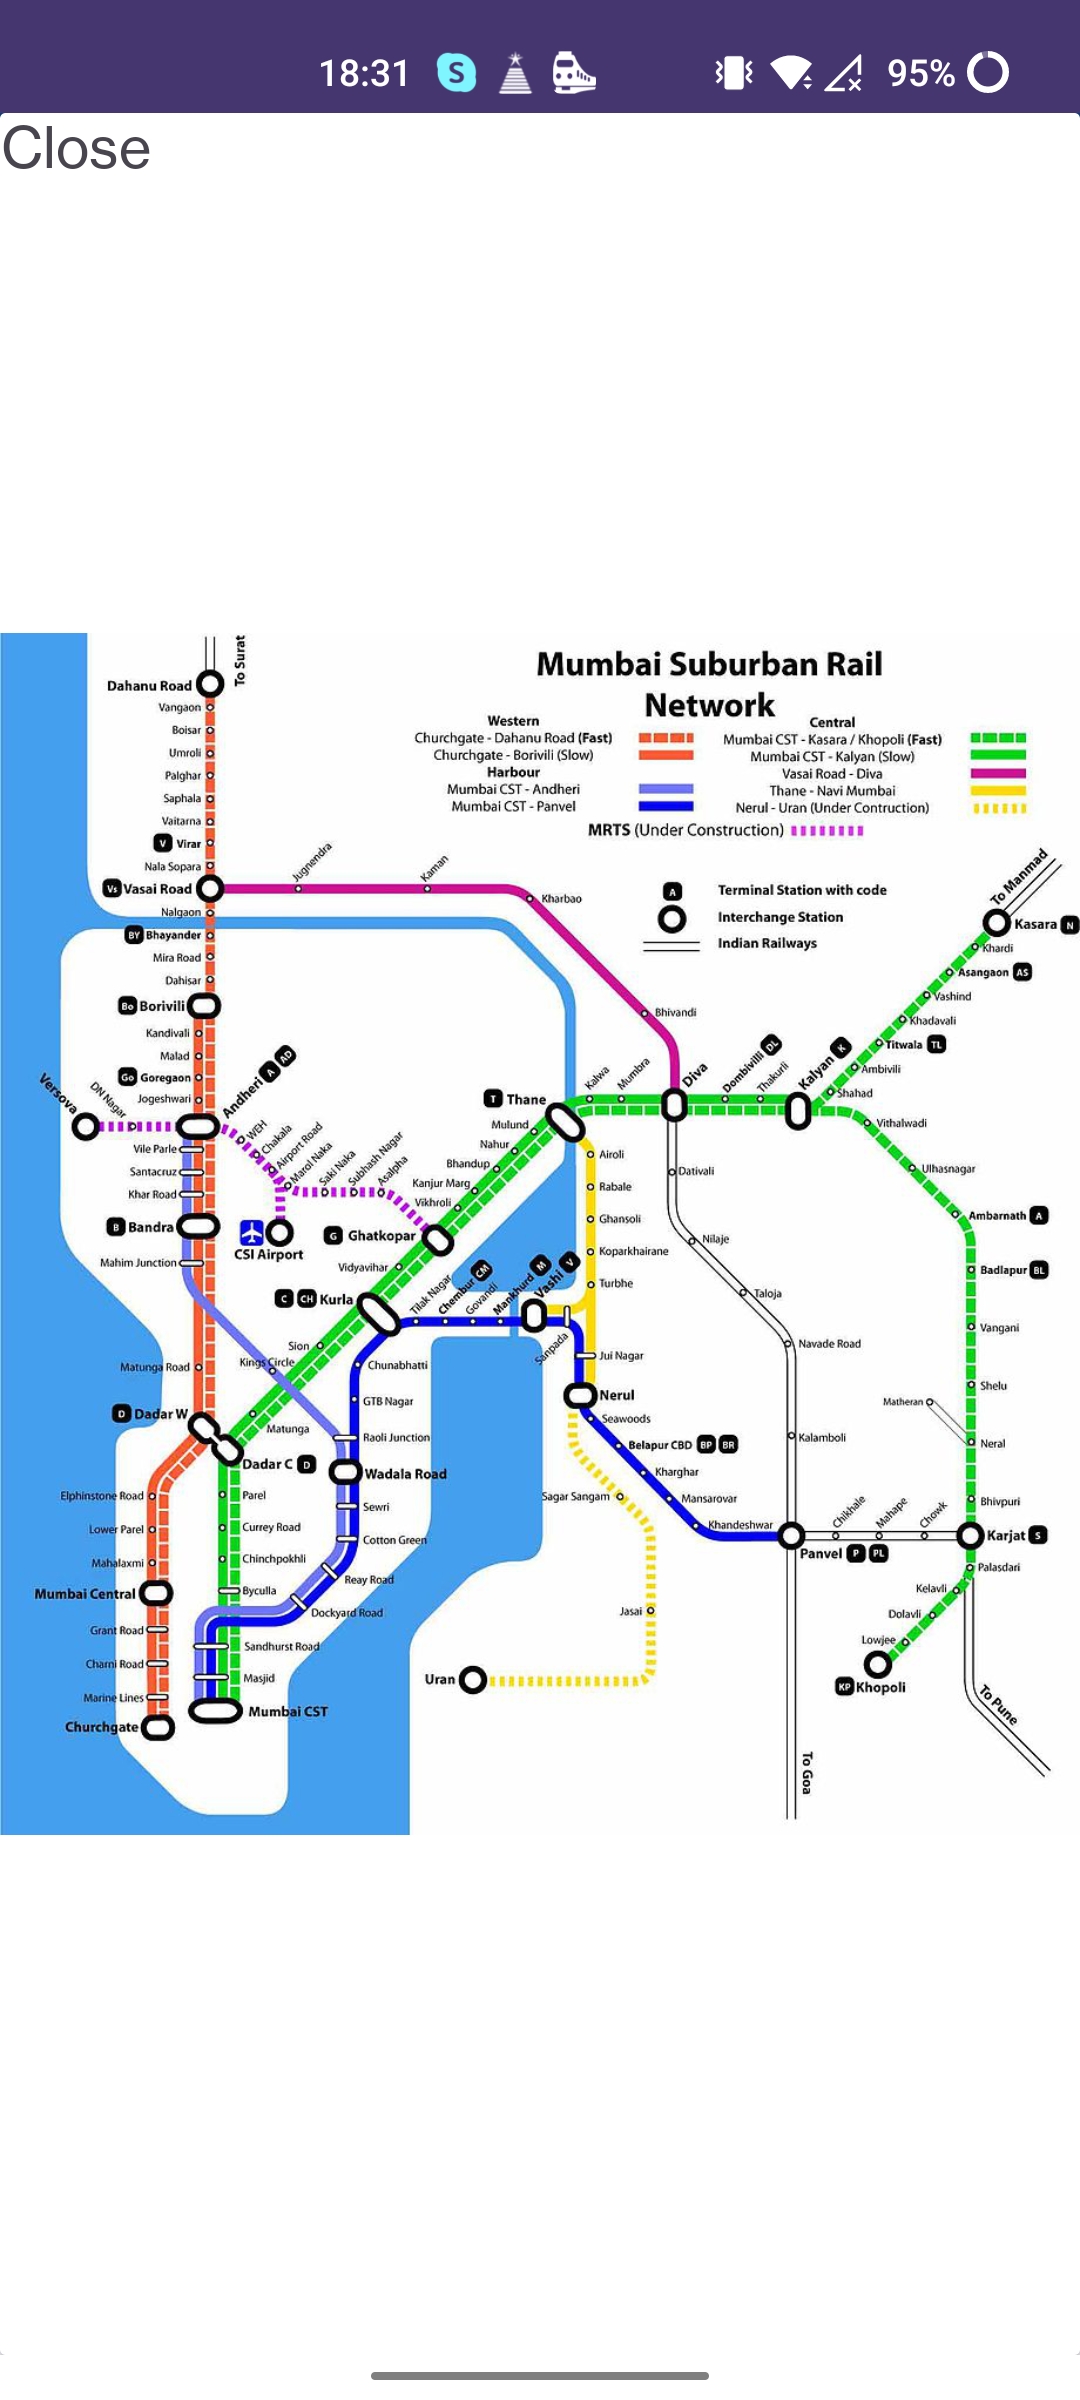 18:31
S
95%
Close
To Surat
Mumbai Suburban Rail
Network
Western
Churchgate - Dahanu Road (Fast)
Churchgate - Borivili (Slow)
Harbour
Mumbai CST - Andheri
Mumbai CST - Panvel
Central
Mumbai CST - Kasara / Khopoli (Fast)
Mumbai CST - Kalyan (Slow)
Vasai Road - Diva
Thane - Navi Mumbai
Nerul - Uran (Under Contruction)
MRTS (Under Construction)
A Terminal Station with code
Interchange Station
Indian Railways
Dahanu Road
Vangaon
Boisar
Umroli
Palghar
Saphala
Vaitarna
V Virar
Nala Sopara
Vs Vasai Road
Nalgaon
BY Bhayander
Mira Road
Dahisar
Bo Borivili
Kandivali
Malad
Go Goregaon
Jogeshwari
Andheri A AD
Vile Parle
Santacruz
Khar Road
B Bandra
Mahim Junction
Matunga Road
D Dadar W
Elphinstone Road
Lower Parel
Mahalaxmi
Mumbai Central
Grant Road
Charni Road
Marine Lines
Churchgate
Jugnendra
Kaman
Kharbao
Bhivandi
Versova
DN Nagar
WEH
Chakala
Airport Road
Marol Naka
Saki Naka
Subhash Nagar
Asalpha
CSI Airport
To Manmad
Kasara N
Khardi
Asangaon AS
Vashind
Khadavali
Titwala TL
Ambivili
Shahad
Kalyan K
Thakurli
Dombivilli DL
Diva
Mumbra
Kalwa
T Thane
Mulund
Nahur
Bhandup
Kanjur Marg
Vikhroli
G Ghatkopar
Vidyavihar
C CH Kurla
Sion
Kings Circle
Matunga
Dadar C D
Parel
Currey Road
Chinchpokhli
Byculla
Sandhurst Road
Masjid
Mumbai CST
Vithalwadi
Ulhasnagar
Ambarnath A
Badlapur BL
Vangani
Shelu
Matheran
Neral
Bhivpuri
Karjat S
Palasdari
Kelavli
Dolavli
Lowjee
KP Khopoli
To Pune
Airoli
Rabale
Ghansoli
Koparkhairane
Turbhe
Tilak Nagar
Chembur CM
Govandi
Mankhurd M
Vashi V
Sanpada
Jui Nagar
Nerul
Seawoods
Belapur CBD BP BR
Kharghar
Mansarovar
Khandeshwar
Panvel P PL
Chikhale
Mahape
Chowk
Chunabhatti
GTB Nagar
Raoli Junction
Wadala Road
Sewri
Cotton Green
Reay Road
Dockyard Road
Sagar Sangam
Jasai
Uran
Dativali
Nilaje
Taloja
Navade Road
Kalamboli
To Goa